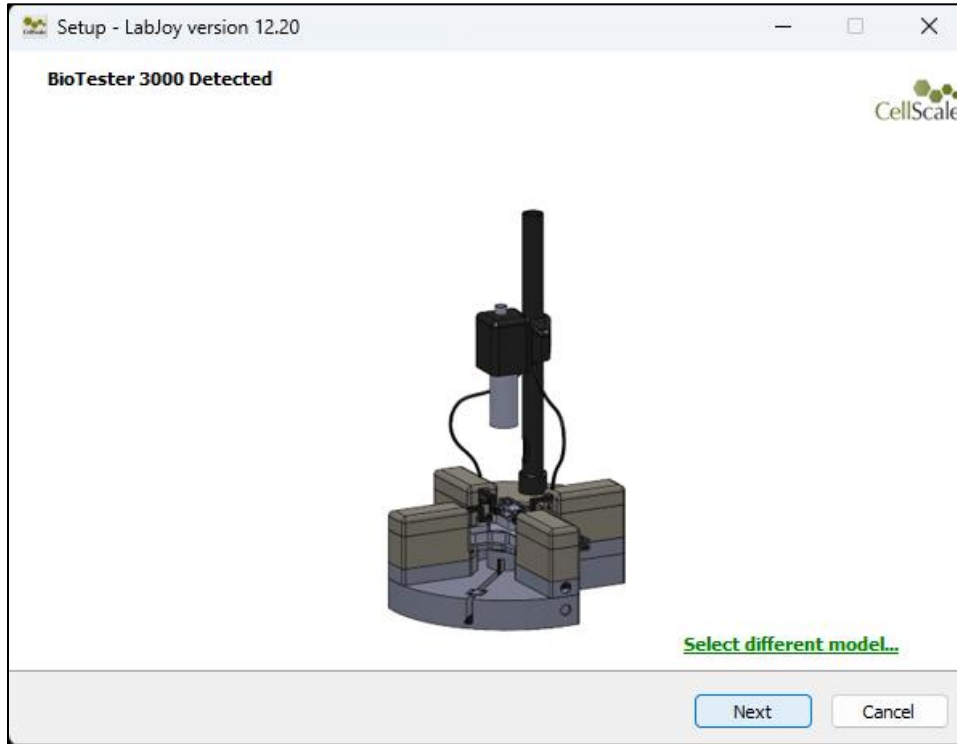 Setup - LabJoy version 12.20
BioTester 3000 Detected
CellScale
Select different model...
Next
Cancel